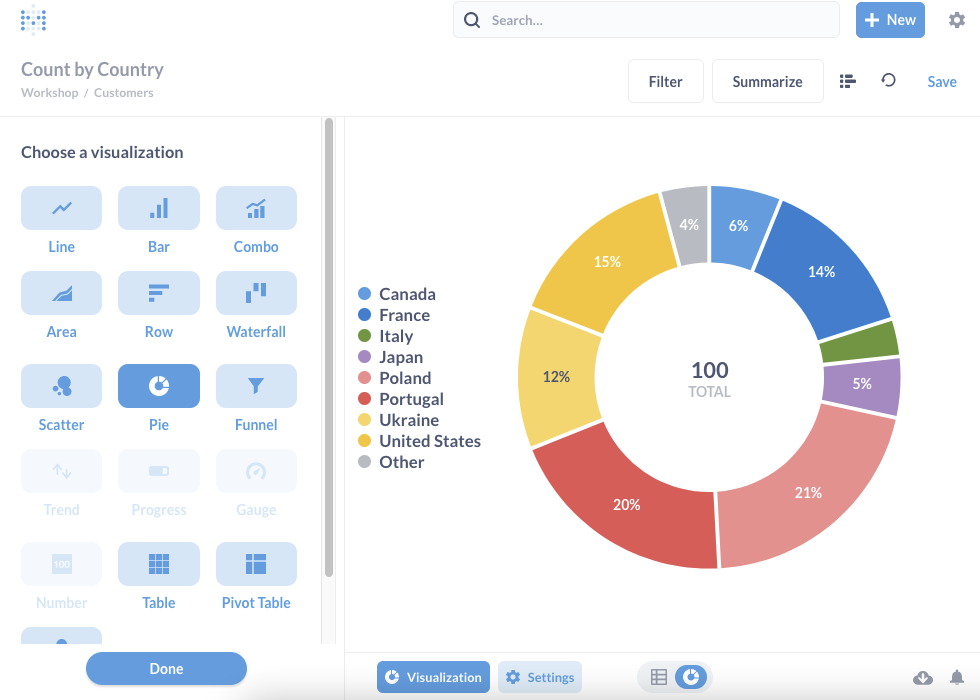 Search...
New
Count by Country
Workshop / Customers
Filter
Summarize
Save
Choose a visualization
Line
Bar
Combo
Area
Row
Waterfall
Scatter
Pie
Funnel
Trend
Progress
Gauge
100
Number
Table
Pivot Table
Done
Canada
France
Italy
Japan
Poland
Portugal
Ukraine
United States
Other
4%
6%
15%
14%
12%
100
TOTAL
5%
20%
21%
Visualization
Settings